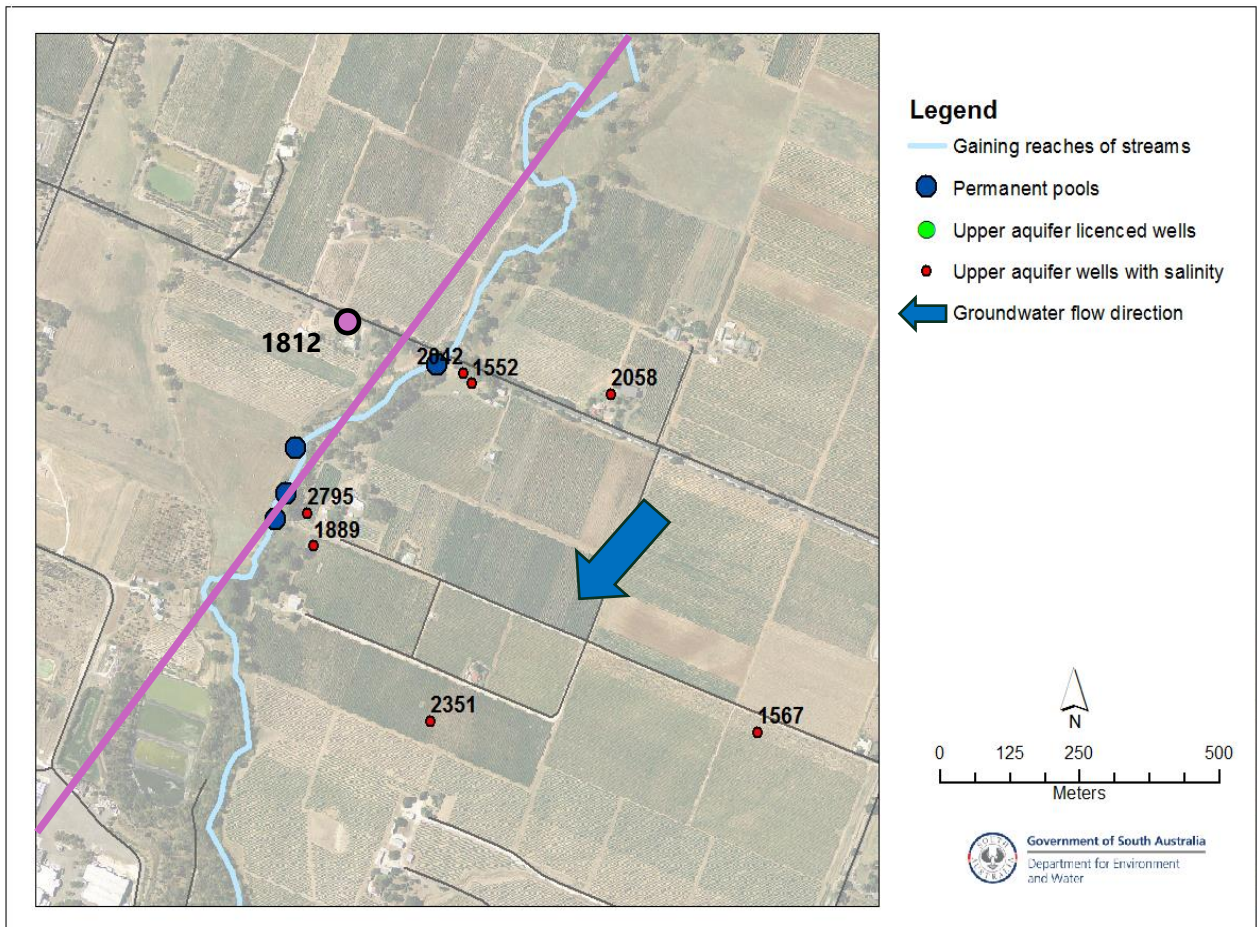 Legend
Gaining reaches of streams
Permanent pools
Upper aquifer licenced wells
Upper aquifer wells with salinity
Groundwater flow direction
1812
2042
1552
2058
2795
1889
2351
1567
N
0 125 250 500
Meters
Government of South Australia
Department for Environment
and Water